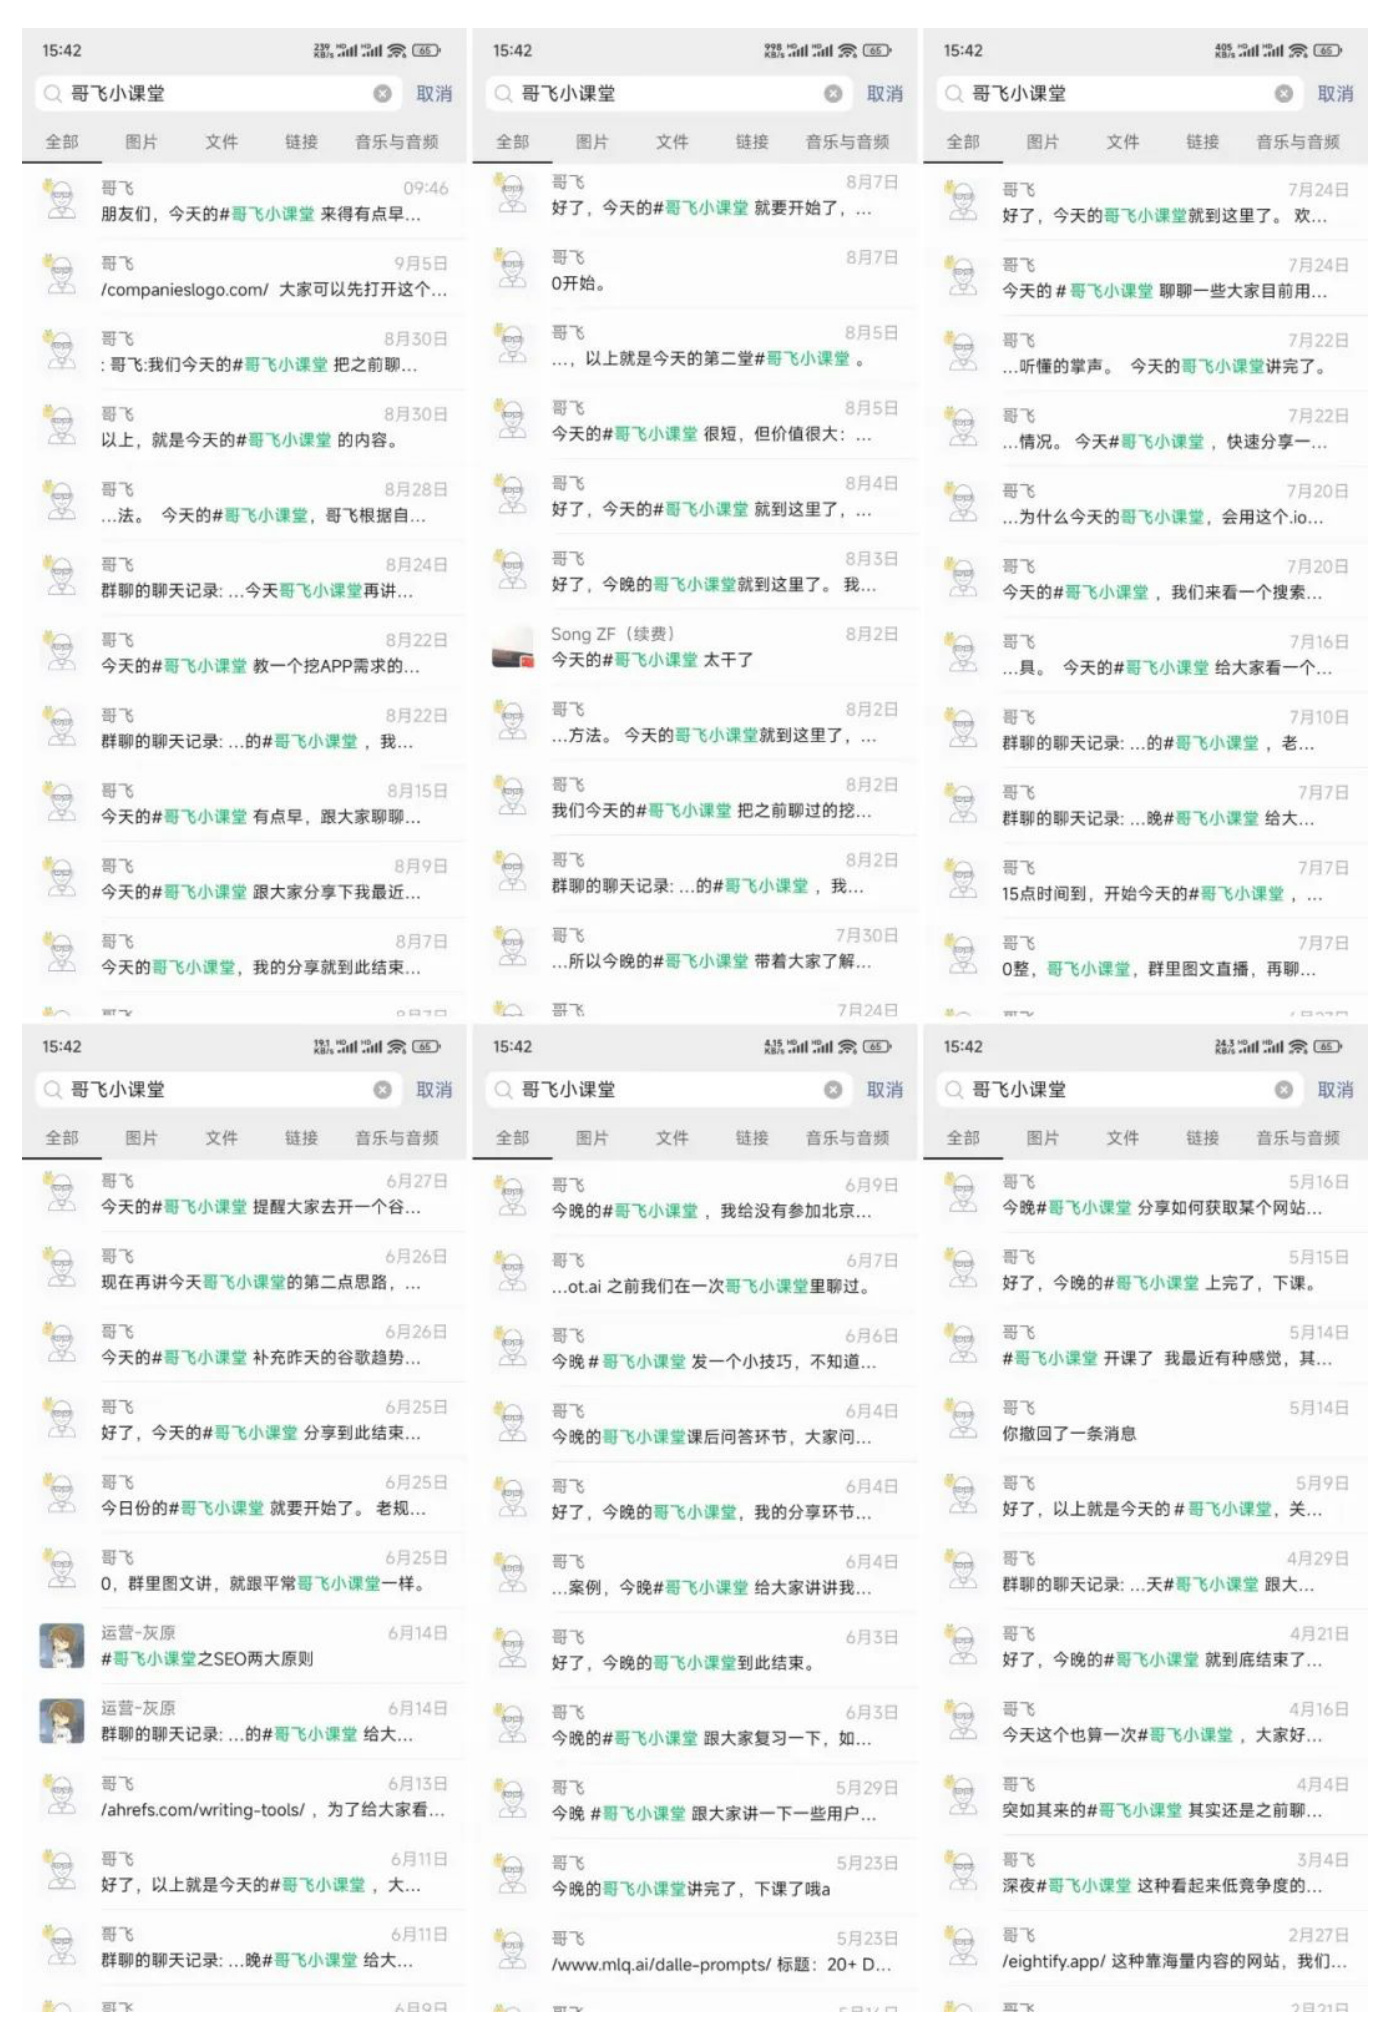 15:42
239 KB/s HD HD 65
哥飞小课堂
取消
全部 图片 文件 链接 音乐与音频
哥飞 09:46
朋友们，今天的#哥飞小课堂 来得有点早...
哥飞 9月5日
/companieslogo.com/ 大家可以先打开这个...
哥飞 8月30日
: 哥飞:我们今天的#哥飞小课堂 把之前聊...
哥飞 8月30日
以上，就是今天的#哥飞小课堂 的内容。
哥飞 8月28日
...法。 今天的#哥飞小课堂，哥飞根据自...
哥飞 8月24日
群聊的聊天记录: ...今天哥飞小课堂再讲...
哥飞 8月22日
今天的#哥飞小课堂 教一个挖APP需求的...
哥飞 8月22日
群聊的聊天记录: ...的#哥飞小课堂 ，我...
哥飞 8月15日
今天的#哥飞小课堂 有点早，跟大家聊聊...
哥飞 8月9日
今天的#哥飞小课堂 跟大家分享下我最近...
哥飞 8月7日
今天的哥飞小课堂，我的分享就到此结束...
15:42
998 KB/s HD HD 65
哥飞小课堂
取消
全部 图片 文件 链接 音乐与音频
哥飞 8月7日
好了，今天的#哥飞小课堂 就要开始了，...
哥飞 8月7日
0开始。
哥飞 8月5日
...，以上就是今天的第二堂#哥飞小课堂 。
哥飞 8月5日
今天的#哥飞小课堂 很短，但价值很大：...
哥飞 8月4日
好了，今天的#哥飞小课堂 就到这里了，...
哥飞 8月3日
好了，今晚的哥飞小课堂就到这里了。 我...
Song ZF（续费） 8月2日
今天的#哥飞小课堂 太干了
哥飞 8月2日
...方法。 今天的哥飞小课堂就到这里了，...
哥飞 8月2日
我们今天的#哥飞小课堂 把之前聊过的挖...
哥飞 8月2日
群聊的聊天记录: ...的#哥飞小课堂 ，我...
哥飞 7月30日
...所以今晚的#哥飞小课堂 带着大家了解...
哥飞 7月24日
15:42
405 KB/s HD HD 65
哥飞小课堂
取消
全部 图片 文件 链接 音乐与音频
哥飞 7月24日
好了，今天的哥飞小课堂就到这里了。 欢...
哥飞 7月24日
今天的 # 哥飞小课堂 聊聊一些大家目前用...
哥飞 7月22日
...听懂的掌声。 今天的哥飞小课堂讲完了。
哥飞 7月22日
...情况。 今天#哥飞小课堂 ，快速分享一...
哥飞 7月20日
...为什么今天的哥飞小课堂，会用这个.io...
哥飞 7月20日
今天的#哥飞小课堂 ，我们来看一个搜索...
哥飞 7月16日
...具。 今天的#哥飞小课堂 给大家看一个...
哥飞 7月10日
群聊的聊天记录: ...的#哥飞小课堂 ，老...
哥飞 7月7日
群聊的聊天记录: ...晚#哥飞小课堂 给大...
哥飞 7月7日
15点时间到，开始今天的#哥飞小课堂 ，...
哥飞 7月7日
0整，哥飞小课堂，群里图文直播，再聊...
15:42
19.1 KB/s HD HD 65
哥飞小课堂
取消
全部 图片 文件 链接 音乐与音频
哥飞 6月27日
今天的#哥飞小课堂 提醒大家去开一个谷...
哥飞 6月26日
现在再讲今天哥飞小课堂的第二点思路，...
哥飞 6月26日
今天的#哥飞小课堂 补充昨天的谷歌趋势...
哥飞 6月25日
好了，今天的#哥飞小课堂 分享到此结束...
哥飞 6月25日
今日份的#哥飞小课堂 就要开始了。 老规...
哥飞 6月25日
0，群里图文讲，就跟平常哥飞小课堂一样。
运营-灰原 6月14日
#哥飞小课堂之SEO两大原则
运营-灰原 6月14日
群聊的聊天记录: ...的#哥飞小课堂 给大...
哥飞 6月13日
/ahrefs.com/writing-tools/ ，为了给大家看...
哥飞 6月11日
好了，以上就是今天的#哥飞小课堂 ，大...
哥飞 6月11日
群聊的聊天记录: ...晚#哥飞小课堂 给大...
哥飞 6月9日
15:42
4.15 KB/s HD HD 65
哥飞小课堂
取消
全部 图片 文件 链接 音乐与音频
哥飞 6月9日
今晚的#哥飞小课堂 ，我给没有参加北京...
哥飞 6月7日
...ot.ai 之前我们在一次哥飞小课堂里聊过。
哥飞 6月6日
今晚 # 哥飞小课堂 发一个小技巧，不知道...
哥飞 6月4日
今晚的哥飞小课堂课后问答环节，大家问...
哥飞 6月4日
好了，今晚的哥飞小课堂，我的分享环节...
哥飞 6月4日
...案例，今晚#哥飞小课堂 给大家讲讲我...
哥飞 6月3日
好了，今晚的哥飞小课堂到此结束。
哥飞 6月3日
今晚的#哥飞小课堂 跟大家复习一下，如...
哥飞 5月29日
今晚 #哥飞小课堂 跟大家讲一下一些用户...
哥飞 5月23日
今晚的哥飞小课堂讲完了，下课了哦a
哥飞 5月23日
/www.mlq.ai/dalle-prompts/ 标题：20+ D...
15:42
24.3 KB/s HD HD 65
哥飞小课堂
取消
全部 图片 文件 链接 音乐与音频
哥飞 5月16日
今晚#哥飞小课堂 分享如何获取某个网站...
哥飞 5月15日
好了，今晚的#哥飞小课堂 上完了，下课。
哥飞 5月14日
#哥飞小课堂 开课了 我最近有种感觉，其...
哥飞 5月14日
你撤回了一条消息
哥飞 5月9日
好了，以上就是今天的 # 哥飞小课堂，关...
哥飞 4月29日
群聊的聊天记录: ...天#哥飞小课堂 跟大...
哥飞 4月21日
好了，今晚的#哥飞小课堂 就到底结束了...
哥飞 4月16日
今天这个也算一次#哥飞小课堂 ，大家好...
哥飞 4月4日
突如其来的#哥飞小课堂 其实还是之前聊...
哥飞 3月4日
深夜#哥飞小课堂 这种看起来低竞争度的...
哥飞 2月27日
/eightify.app/ 这种靠海量内容的网站，我们...
哥飞 2月21日